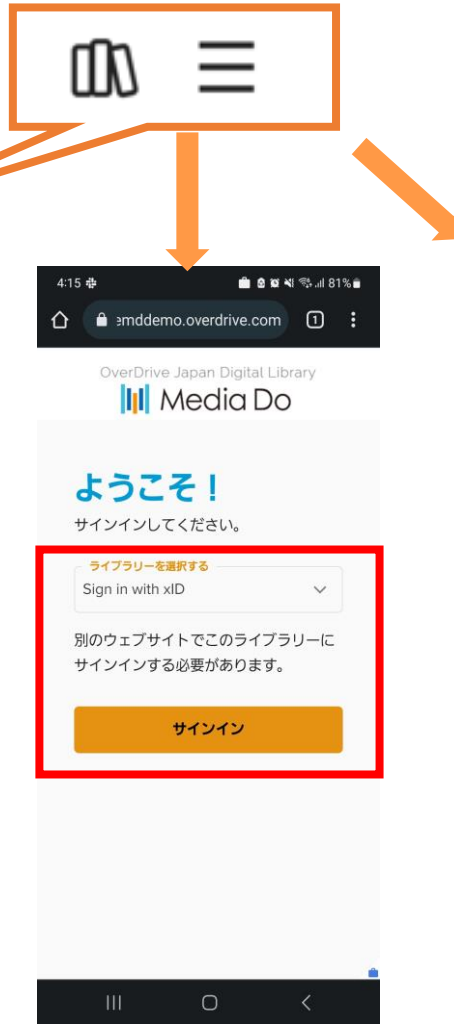 4:15
81%
emddemo.overdrive.com
1
OverDrive Japan Digital Library
Media Do
ようこそ！
サインインしてください。
ライブラリーを選択する
Sign in with xID
別のウェブサイトでこのライブラリーに
サインインする必要があります。
サインイン